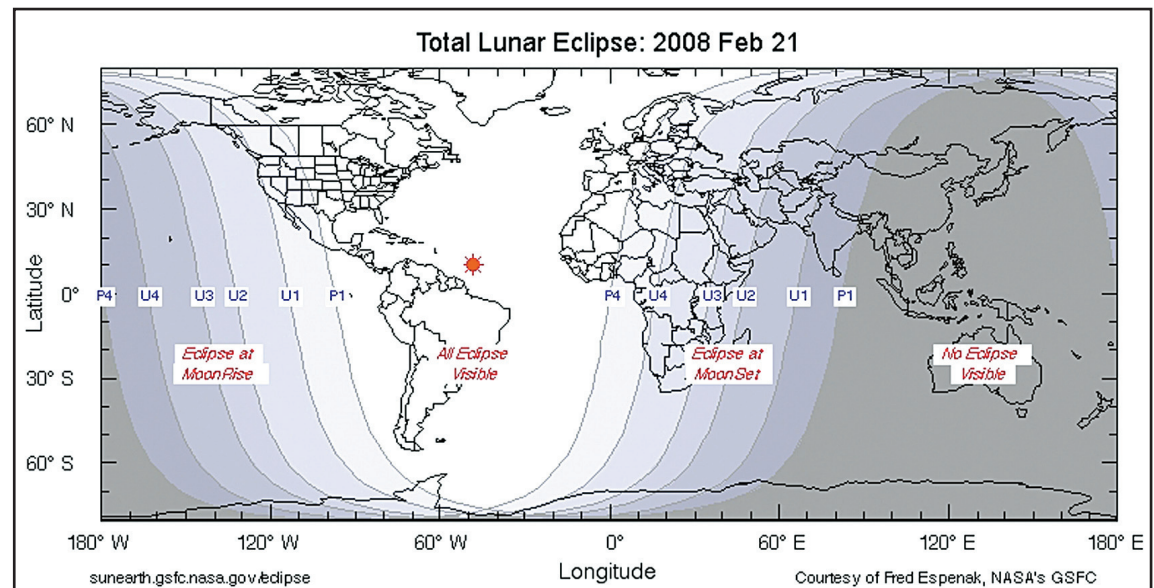 Total Lunar Eclipse: 2008 Feb 21
60° N
30° N
Latitude
0°
P4 U4 U3 U2 U1 P1 P4 U4 U3 U2 U1 P1
Eclipse at
MoonRise
All Eclipse
Visible
Eclipse at
MoonSet
No Eclipse
Visible
30° S
60° S
180° W 120° W 60° W 0° 60° E 120° E 180° E
Longitude
sunearth.gsfc.nasa.gov/eclipse
Courtesy of Fred Espenak, NASA's GSFC